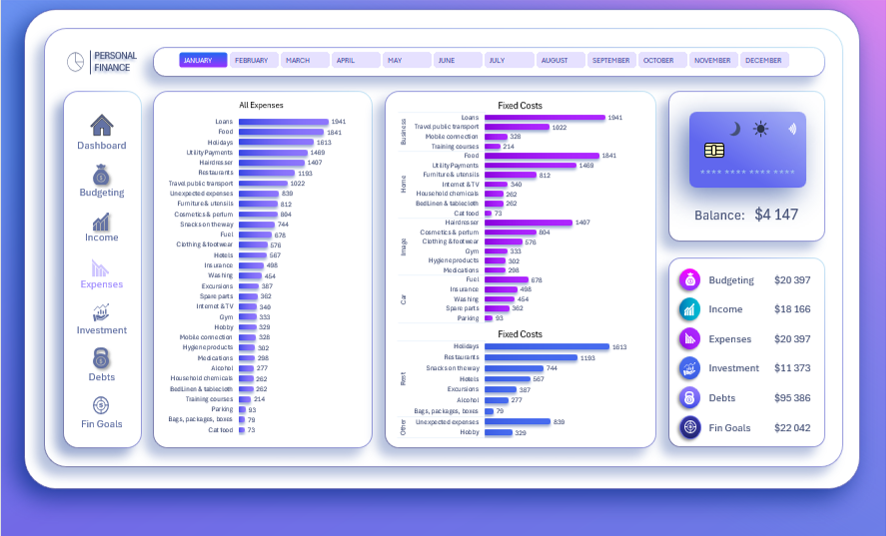 PERSONAL
FINANCE
JANUARY FEBRUARY MARCH APRIL MAY JUNE JULY AUGUST SEPTEMBER OCTOBER NOVEMBER DECEMBER
Dashboard
Budgeting
Income
Expenses
Investment
Debts
Fin Goals
All Expenses
Loans 1941
Food 1841
Holidays 1613
Utility Payments 1469
Hairdresser 1407
Restaurants 1193
Travel public transport 1022
Unexpected expenses 839
Furniture & utensils 812
Cosmetics & perfum 804
Snacks on the way 744
Fuel 678
Clothing & footwear 576
Hotels 567
Insurance 498
Washing 454
Excursions 387
Spare parts 362
Internet & TV 340
Gym 333
Hobby 329
Mobile connection 328
Hygiene products 302
Medications 298
Alcohol 277
Household chemicals 262
Bed Linen & tablecloth 262
Training courses 214
Parking 93
Bags, packages, boxes 79
Cat food 73
Fixed Costs
Business
Loans 1941
Travel public transport 1022
Mobile connection 328
Training courses 214
Home
Food 1841
Utility Payments 1469
Furniture & utensils 812
Internet & TV 340
Household chemicals 262
Bed Linen & tablecloth 262
Cat food 73
Image
Hairdresser 1407
Cosmetics & perfum 804
Clothing & footwear 576
Gym 333
Hygiene products 302
Medications 298
Car
Fuel 678
Insurance 498
Washing 454
Spare parts 362
Parking 93
Fixed Costs
Rent
Holidays 1613
Restaurants 1193
Snacks on the way 744
Hotels 567
Excursions 387
Alcohol 277
Bags, packages, boxes 79
Other
Unexpected expenses 839
Hobby 329
Balance: $4 147
Budgeting $20 397
Income $18 166
Expenses $20 397
Investment $11 373
Debts $95 386
Fin Goals $22 042